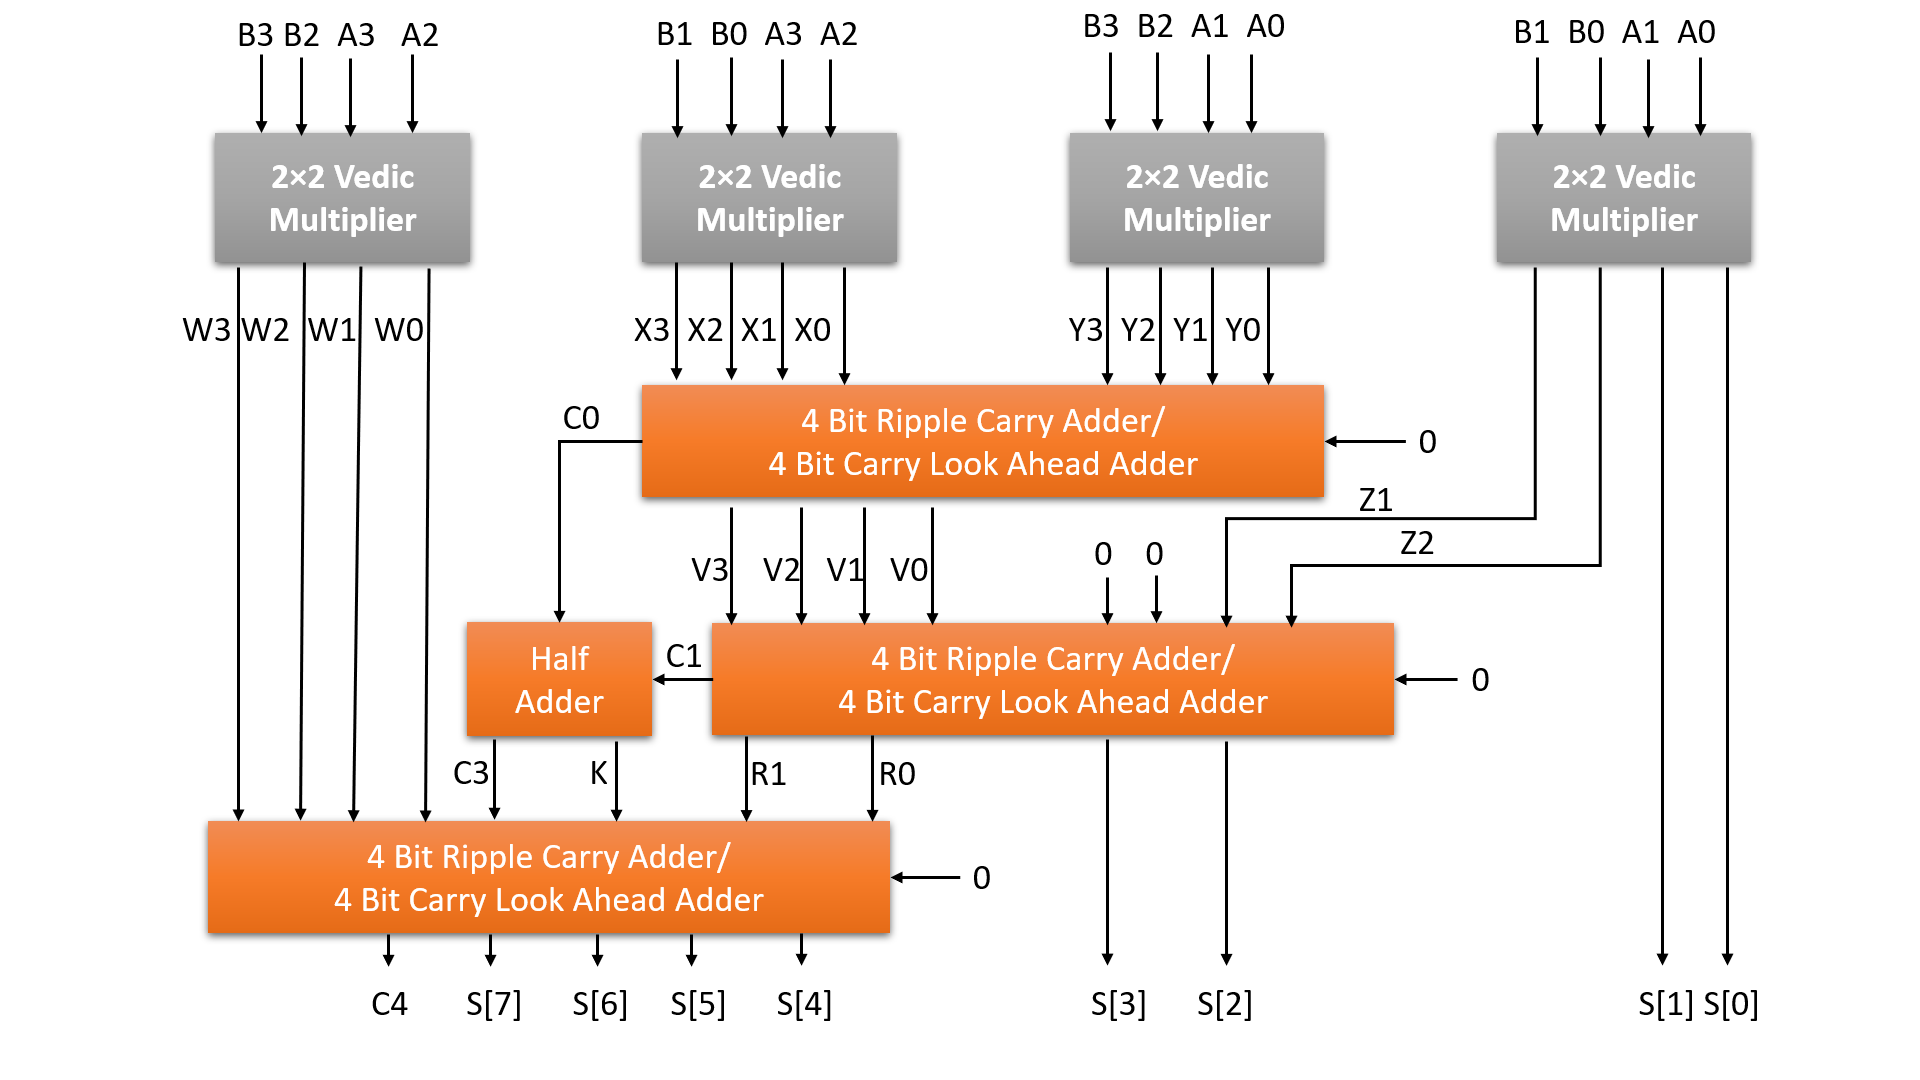 B3 B2 A3 A2
B1 B0 A3 A2
B3 B2 A1 A0
B1 B0 A1 A0
2×2 Vedic
Multiplier
2×2 Vedic
Multiplier
2×2 Vedic
Multiplier
2×2 Vedic
Multiplier
W3 W2 W1 W0
X3 X2 X1 X0
Y3 Y2 Y1 Y0
C0
4 Bit Ripple Carry Adder/
4 Bit Carry Look Ahead Adder
0
Z1
Z2
V3 V2 V1 V0
0 0
Half
Adder
C1
4 Bit Ripple Carry Adder/
4 Bit Carry Look Ahead Adder
0
C3 K R1 R0
4 Bit Ripple Carry Adder/
4 Bit Carry Look Ahead Adder
0
C4 S[7] S[6] S[5] S[4] S[3] S[2] S[1] S[0]